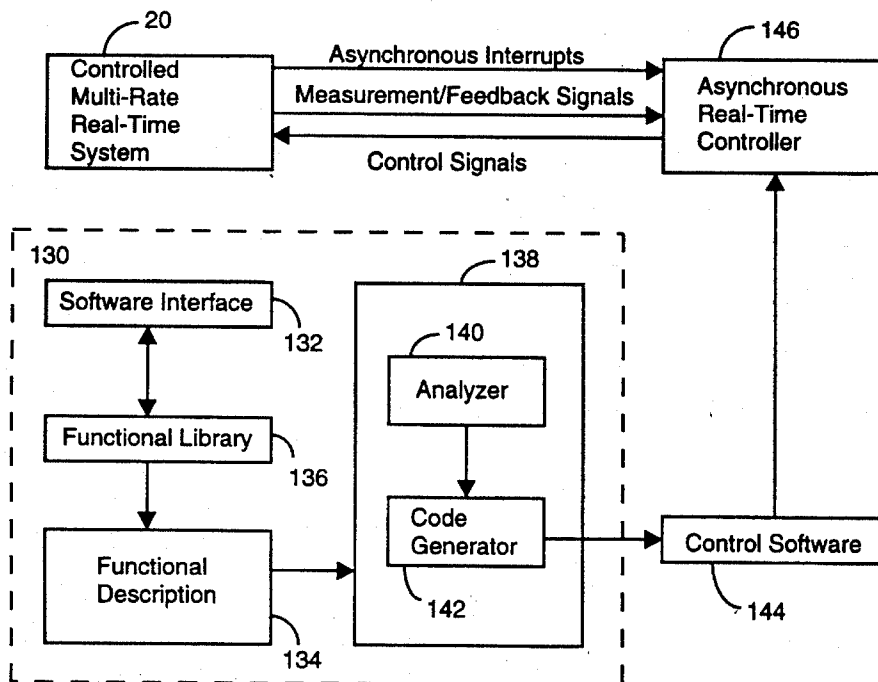 20
Controlled
Multi-Rate
Real-Time
System
Asynchronous Interrupts
Measurement/Feedback Signals
Control Signals
146
Asynchronous
Real-Time
Controller
130
Software Interface
132
Functional Library
136
Functional
Description
134
138
140
Analyzer
Code
Generator
142
Control Software
144